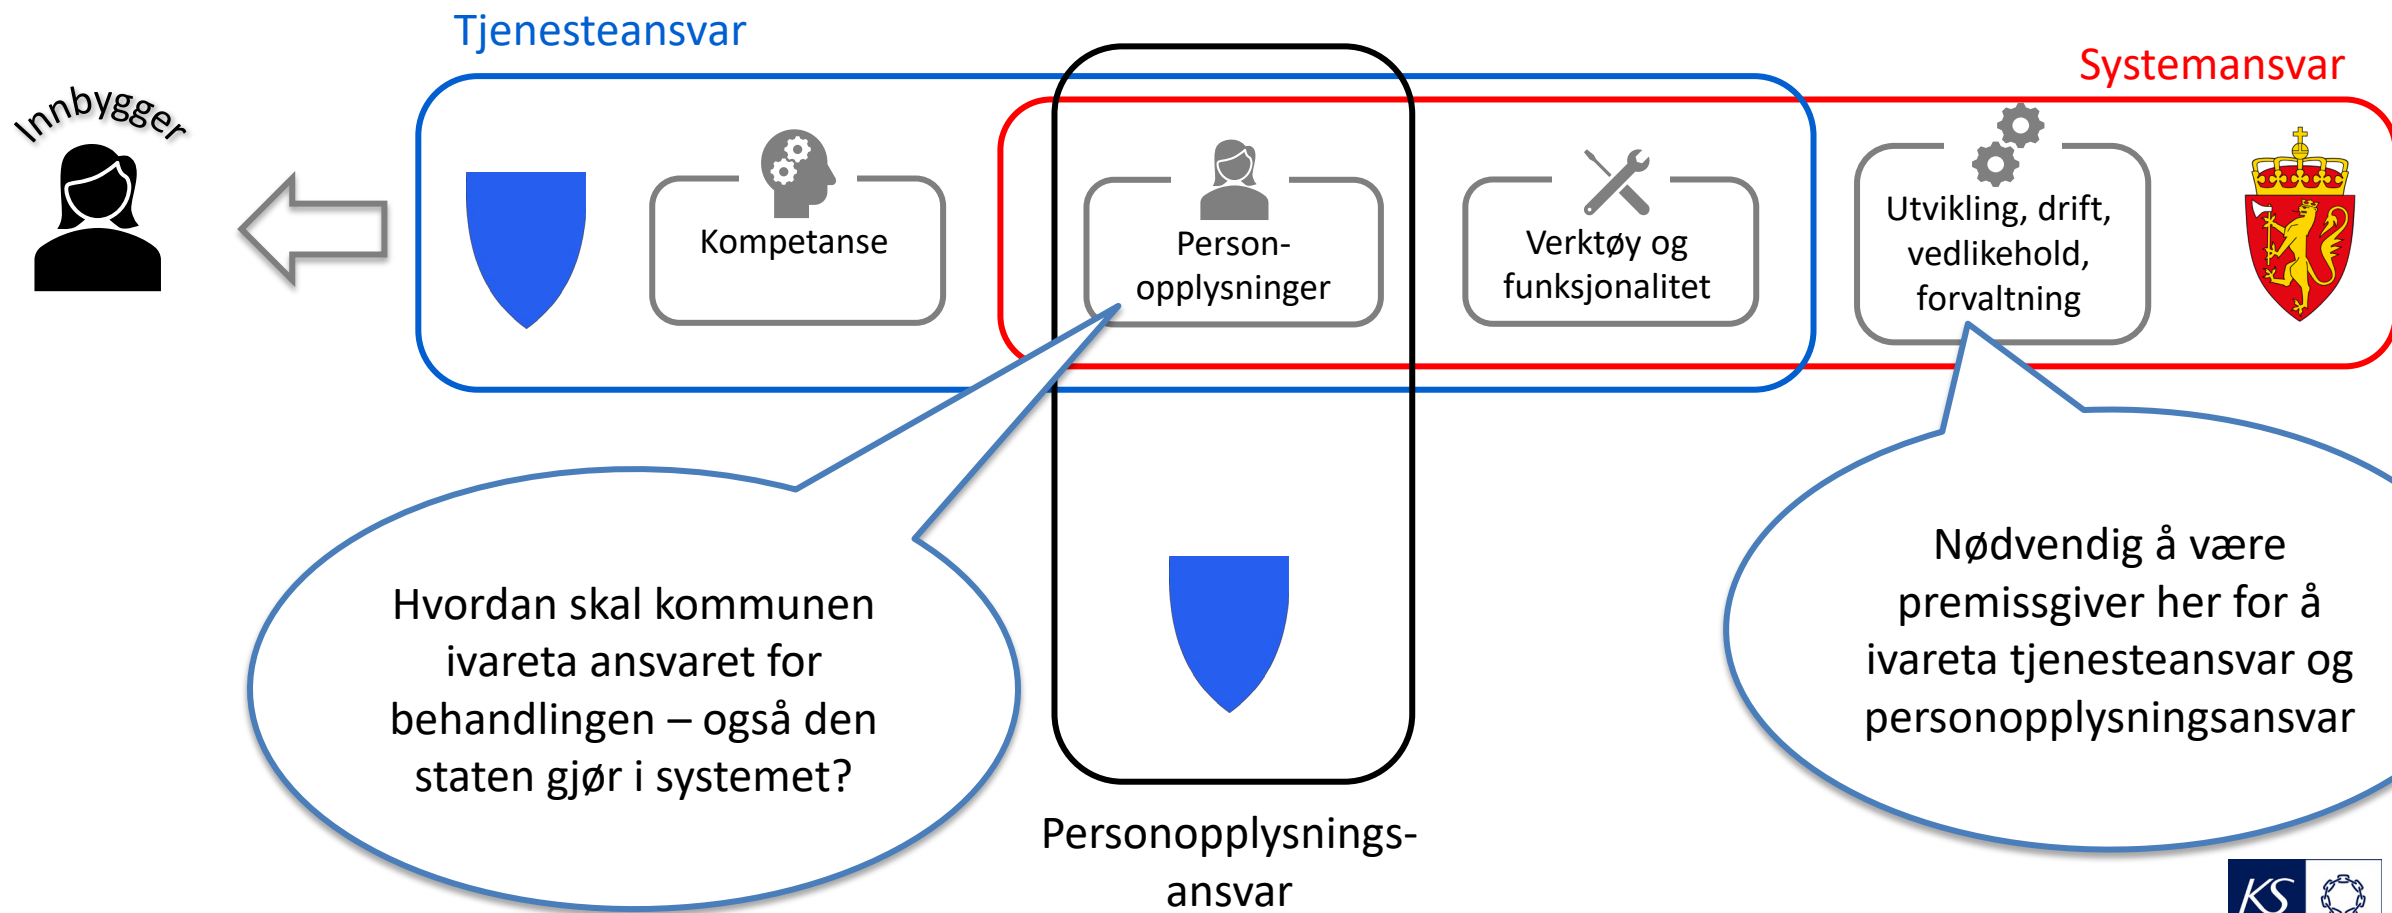 Tjenesteansvar
Systemansvar
Innbygger
Kompetanse
Person-
opplysninger
Verktøy og
funksjonalitet
Utvikling, drift,
vedlikehold,
forvaltning
Hvordan skal kommunen
ivareta ansvaret for
behandlingen – også den
staten gjør i systemet?
Nødvendig å være
premissgiver her for å
ivareta tjenesteansvar og
personopplysningsansvar
Personopplysnings-
ansvar
KS